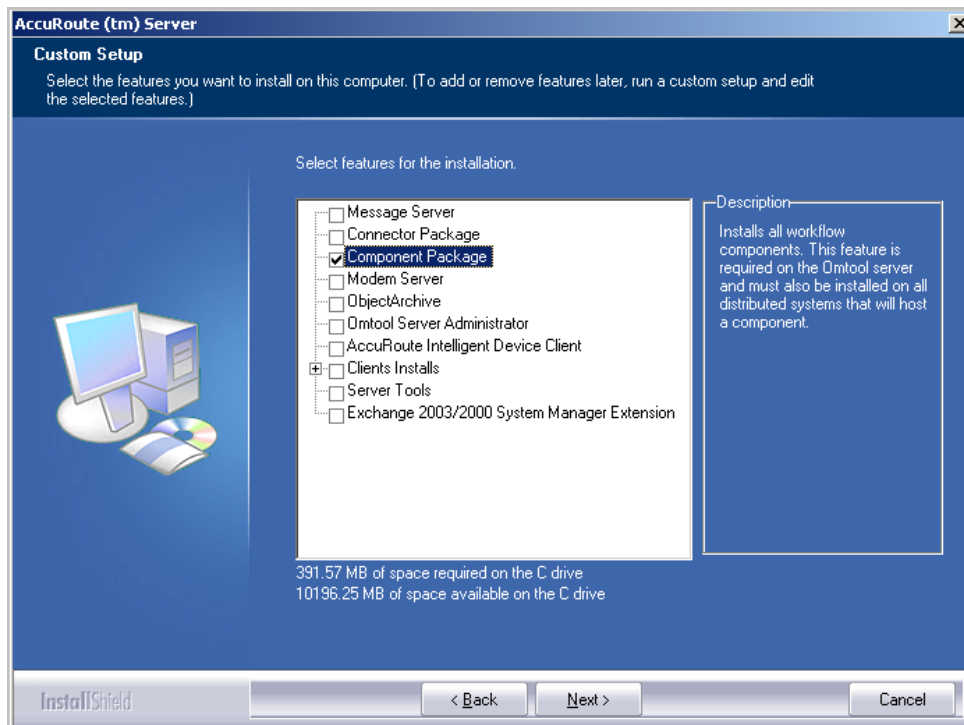 AccuRoute (tm) Server
Custom Setup
Select the features you want to install on this computer. (To add or remove features later, run a custom setup and edit
the selected features.)
Select features for the installation.
Message Server
Connector Package
Component Package
Modem Server
ObjectArchive
Omtool Server Administrator
AccuRoute Intelligent Device Client
Clients Installs
Server Tools
Exchange 2003/2000 System Manager Extension
Description
Installs all workflow
components. This feature is
required on the Omtool server
and must also be installed on all
distributed systems that will host
a component.
391.57 MB of space required on the C drive
10196.25 MB of space available on the C drive
InstallShield
< Back
Next >
Cancel